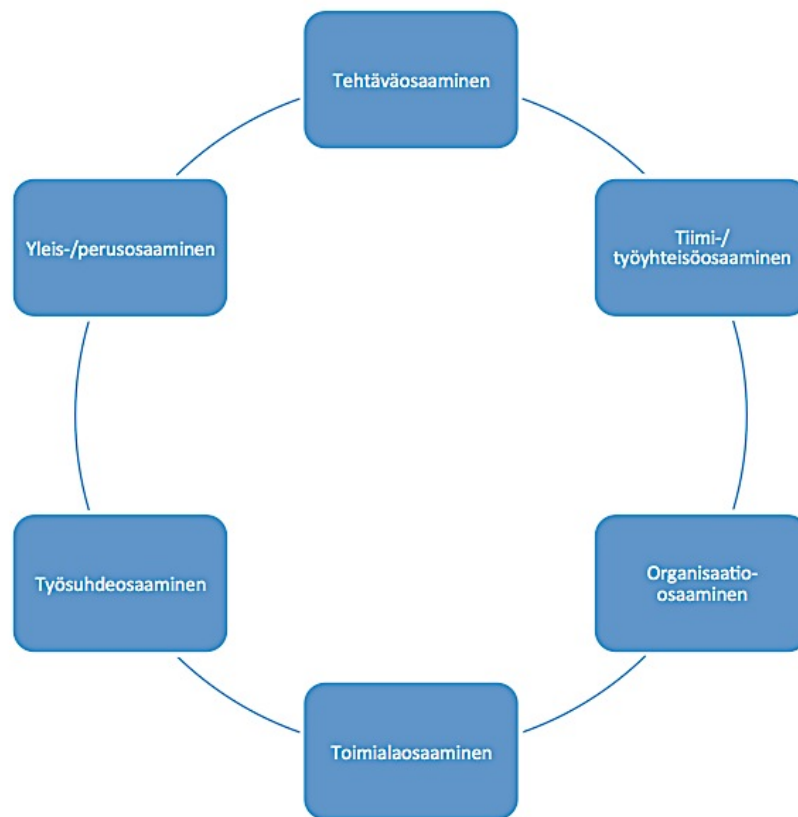 Tehtäväosaaminen
Tiimi-/
työyhteisöosaaminen
Organisaatio-
osaaminen
Toimialaosaaminen
Työsuhdeosaaminen
Yleis-/perusosaaminen